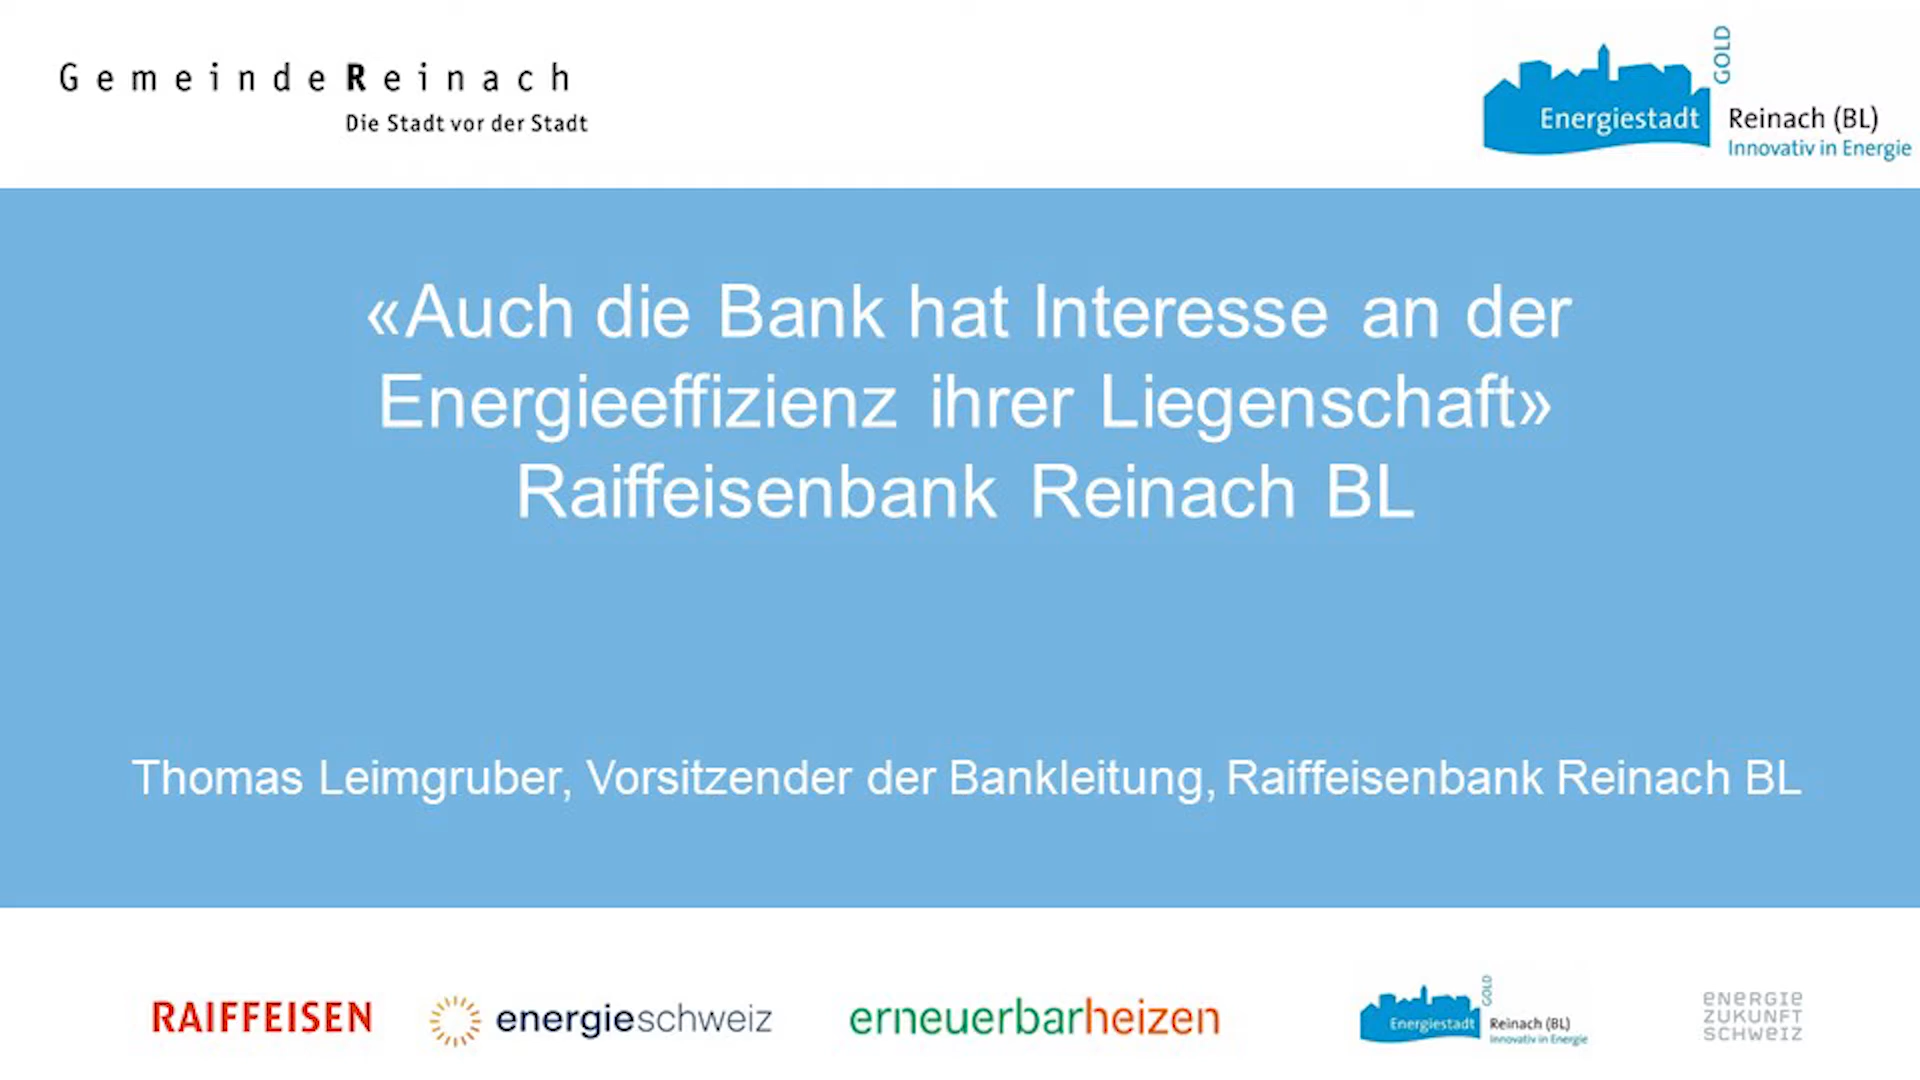 GemeindeReinach
Die Stadt vor der Stadt
GOLD
Energiestadt
Reinach (BL)
Innovativ in Energie
«Auch die Bank hat Interesse an der
Energieeffizienz ihrer Liegenschaft»
Raiffeisenbank Reinach BL
Thomas Leimgruber, Vorsitzender der Bankleitung, Raiffeisenbank Reinach BL
RAIFFEISEN
energieschweiz
erneuerbarheizen
GOLD
Energiestadt
Reinach (BL)
Innovativ in Energie
ENERGIE
ZUKUNFT
SCHWEIZ